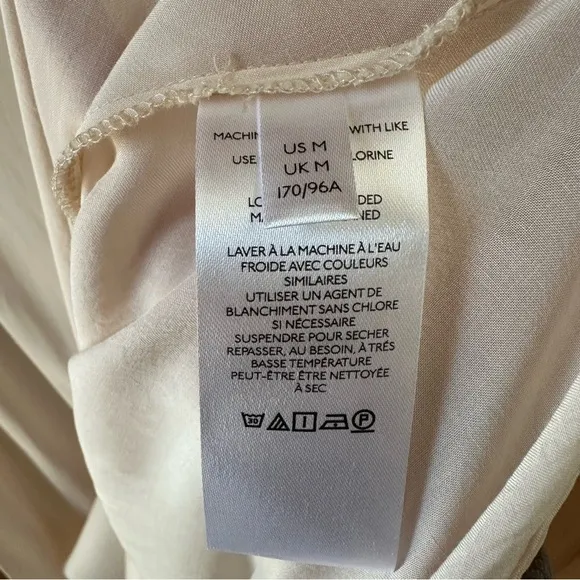 MACHIN WITH LIKE
US M
USE LORINE
UK M
170/96A
LO DED
MA NED
LAVER À LA MACHINE À L'EAU
FROIDE AVEC COULEURS
SIMILAIRES
UTILISER UN AGENT DE
BLANCHIMENT SANS CHLORE
SI NÉCESSAIRE
SUSPENDRE POUR SECHER
REPASSER, AU BESOIN, À TRÉS
BASSE TEMPÉRATURE
PEUT-ÊTRE ÊTRE NETTOYÉE
À SEC
30 P